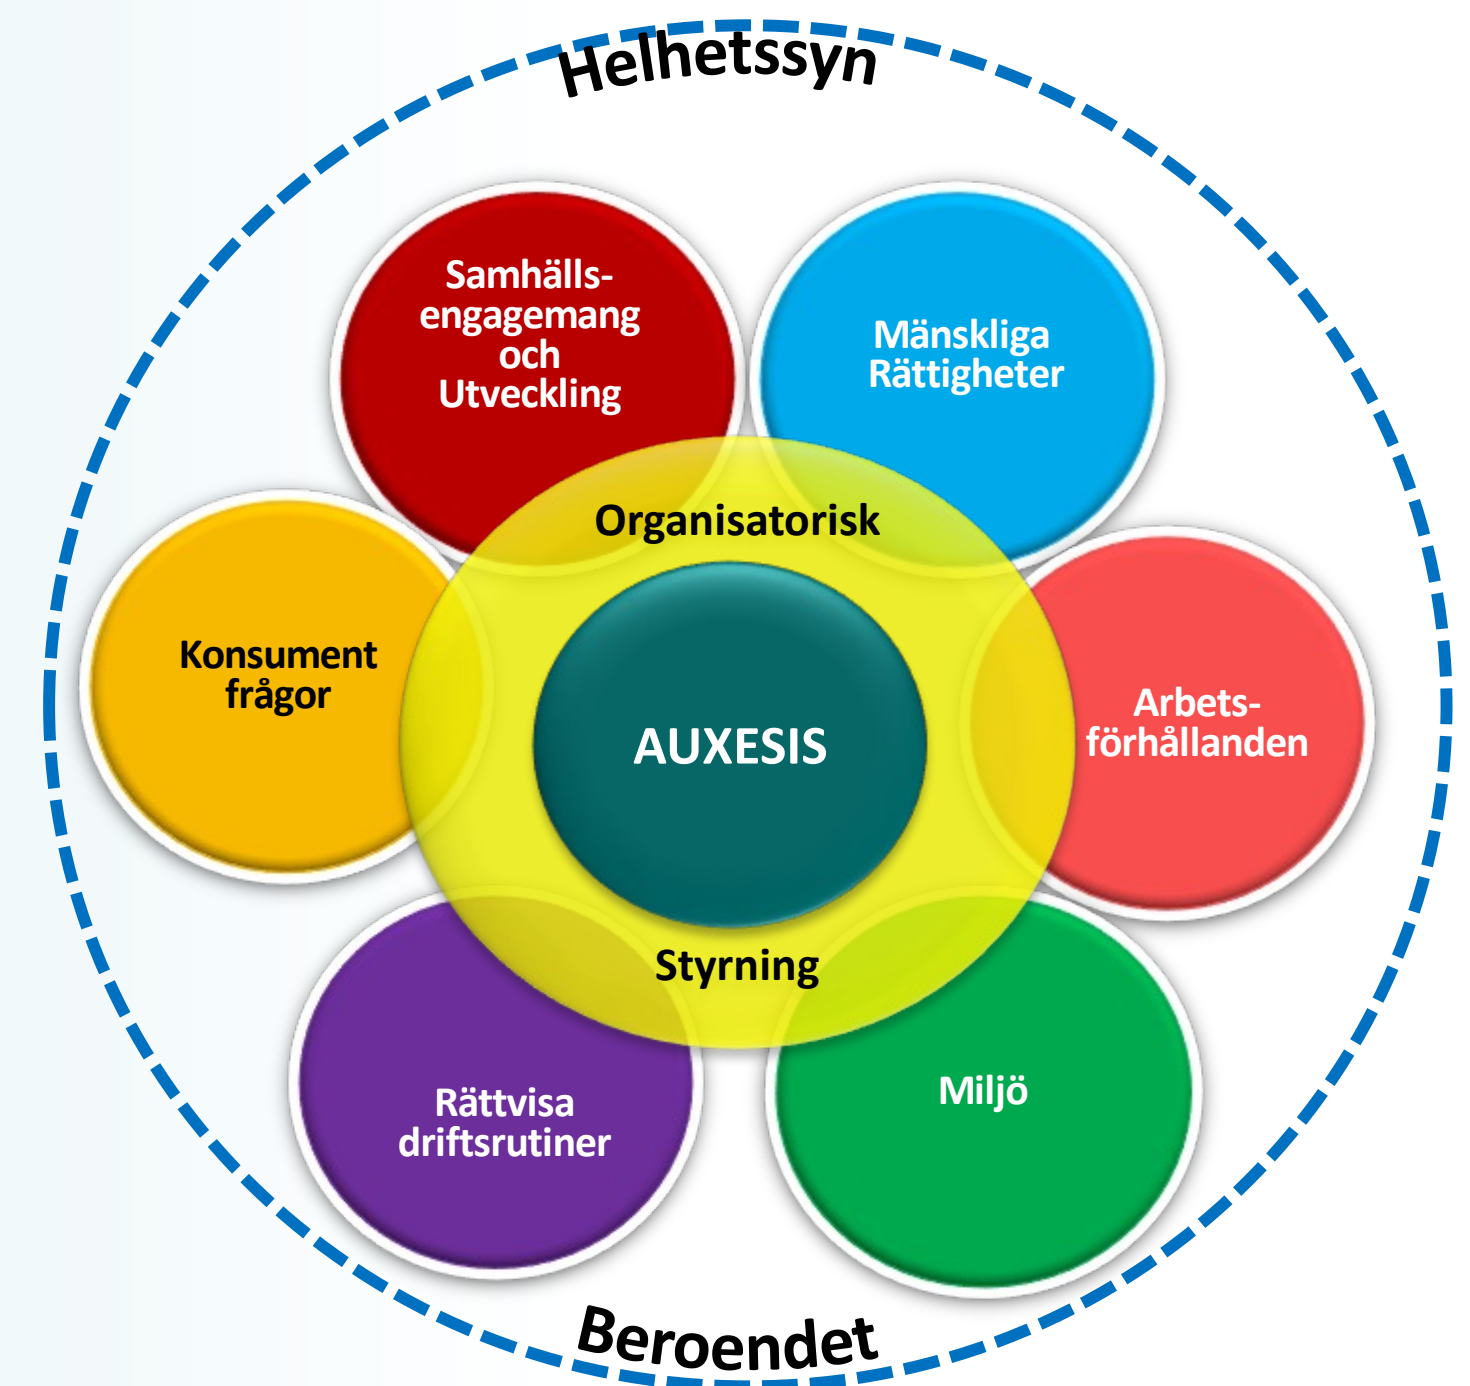 Helhetssyn
Samhälls-
engagemang
och
Utveckling
Mänskliga
Rättigheter
Organisatorisk
Konsument
frågor
AUXESIS
Arbets-
förhållanden
Styrning
Rättvisa
driftsrutiner
Miljö
Beroendet